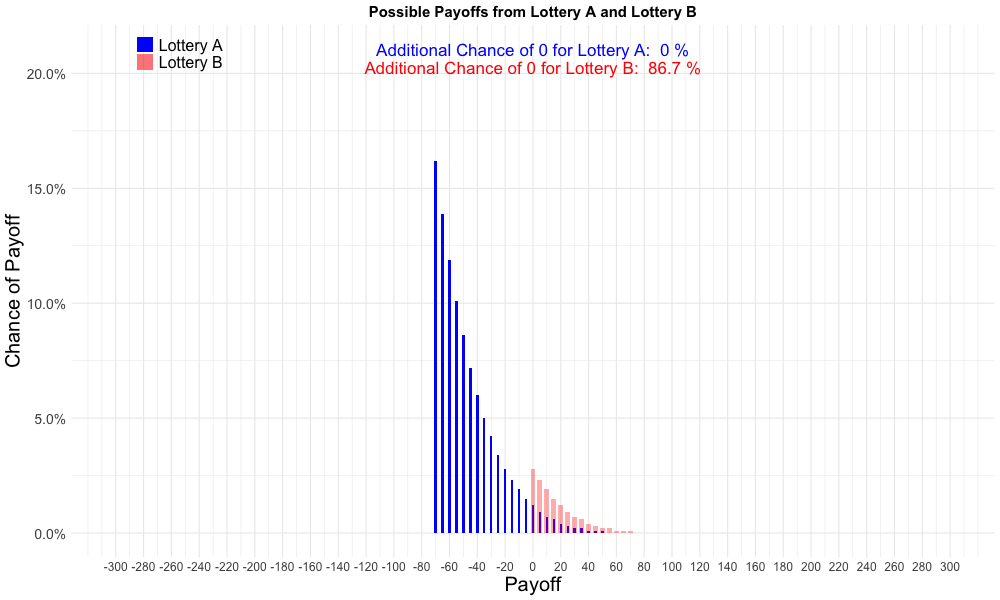 Possible Payoffs from Lottery A and Lottery B
Lottery A
Lottery B
Additional Chance of 0 for Lottery A:  0 %
Additional Chance of 0 for Lottery B:  86.7 %
Chance of Payoff
20.0%
15.0%
10.0%
5.0%
0.0%
-300 -280 -260 -240 -220 -200 -180 -160 -140 -120 -100 -80 -60 -40 -20 0 20 40 60 80 100 120 140 160 180 200 220 240 260 280 300
Payoff